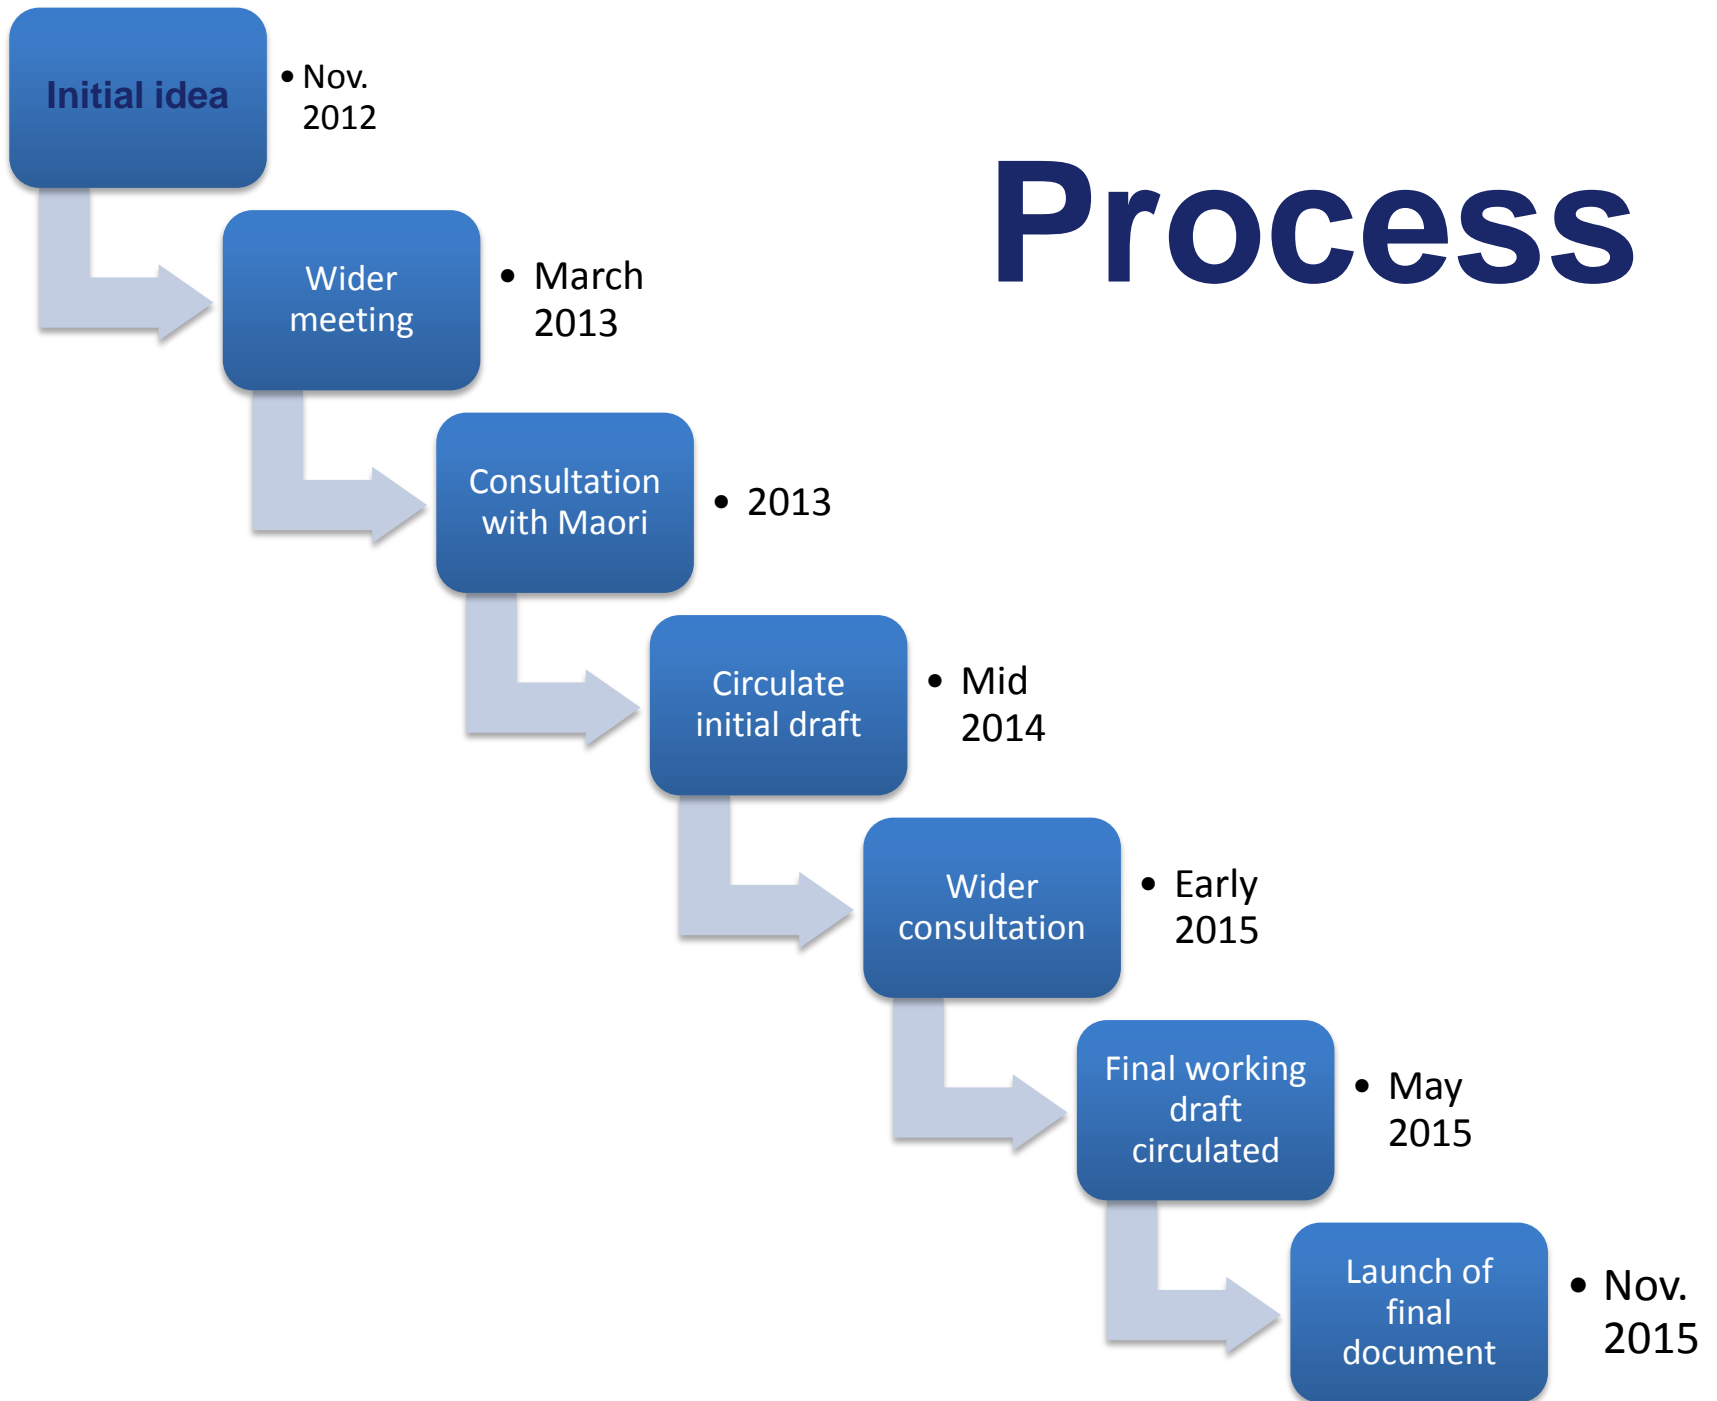 Process
Initial idea
• Nov.
2012
Wider
meeting
• March
2013
Consultation
with Maori
• 2013
Circulate
initial draft
• Mid
2014
Wider
consultation
• Early
2015
Final working
draft
circulated
• May
2015
Launch of
final
document
• Nov.
2015